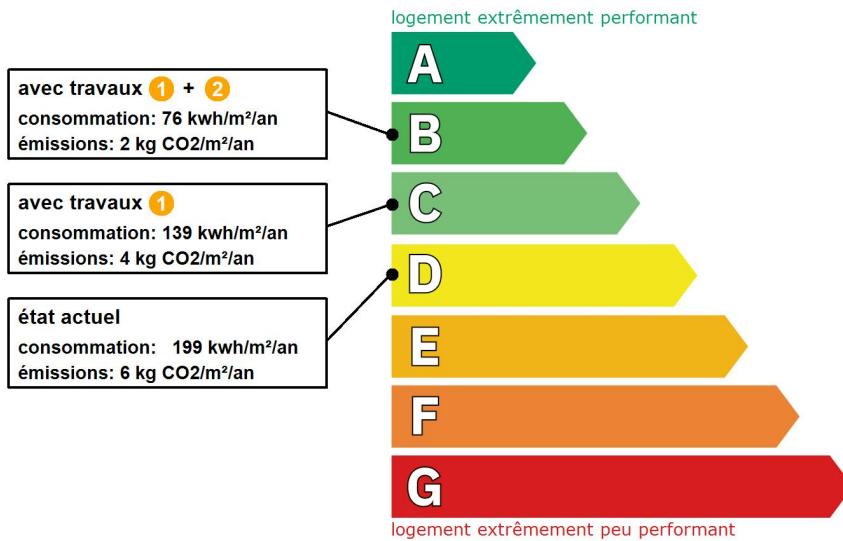 logement extrêmement performant
A
avec travaux 1 + 2
consommation: 76 kwh/m²/an
émissions: 2 kg CO2/m²/an
B
avec travaux 1
consommation: 139 kwh/m²/an
émissions: 4 kg CO2/m²/an
C
état actuel
consommation: 199 kwh/m²/an
émissions: 6 kg CO2/m²/an
D
E
F
G
logement extrêmement peu performant